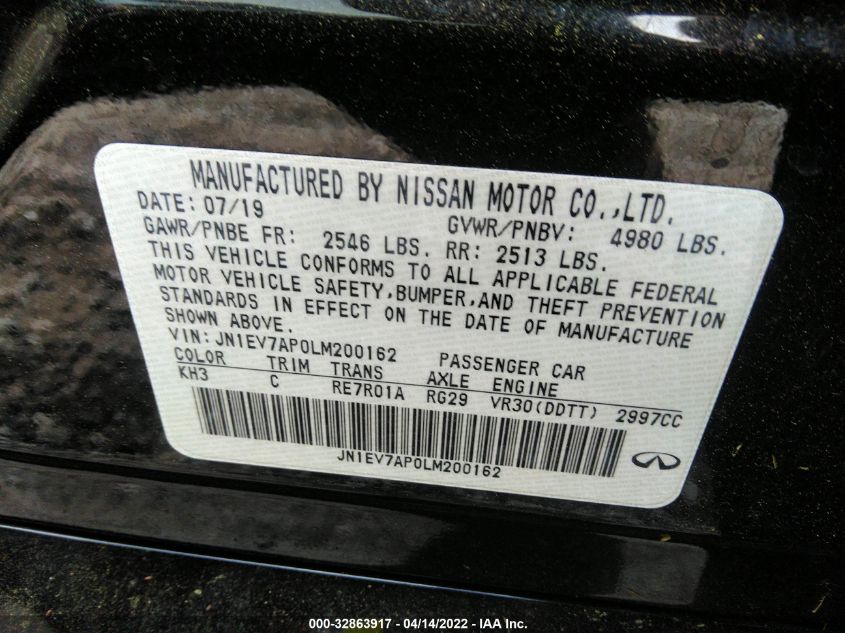 MANUFACTURED BY NISSAN MOTOR CO.,LTD.
DATE: 07/19 GVWR/PNBV: 4980 LBS.
GAWR/PNBE FR: 2546 LBS. RR: 2513 LBS.
THIS VEHICLE CONFORMS TO ALL APPLICABLE FEDERAL
MOTOR VEHICLE SAFETY,BUMPER,AND THEFT PREVENTION
STANDARDS IN EFFECT ON THE DATE OF MANUFACTURE
SHOWN ABOVE.
VIN: JN1EV7AP0LM200162 PASSENGER CAR
COLOR TRIM TRANS AXLE ENGINE
KH3 C RE7R01A RG29 VR30(DDTT) 2997CC
JN1EV7AP0LM200162
000-32863917 - 04/14/2022 - IAA Inc.